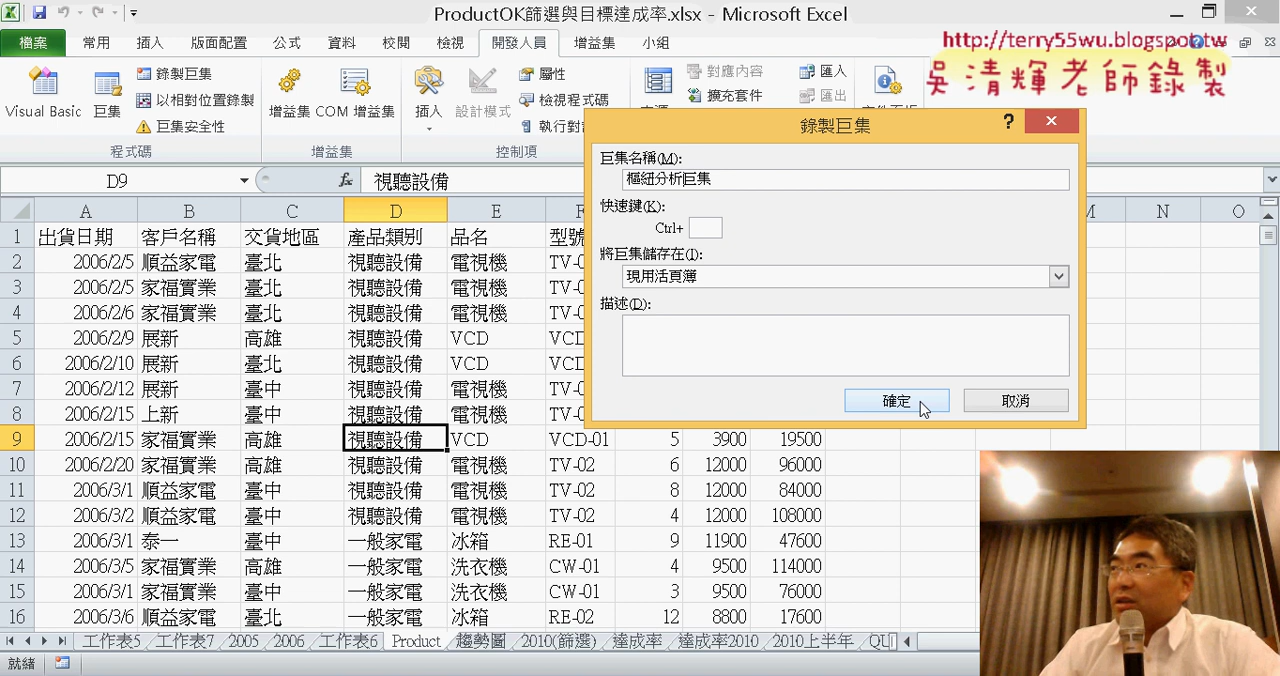 ProductOK篩選與目標達成率.xlsx - Microsoft Excel
http://terry55wu.blogspot.tw
吳清輝老師錄製
檔案 常用 插入 版面配置 公式 資料 校閱 檢視 開發人員 增益集 小組
Visual Basic 巨集 錄製巨集 以相對位置錄製 巨集安全性
增益集 COM 增益集 插入 設計模式 屬性 檢視程式碼
對應內容 擴充套件 匯入 匯出
程式碼 增益集 控制項
D9 fx 視聽設備
錄製巨集
?
巨集名稱(M):
樞紐分析巨集
快速鍵(K):
Ctrl+
將巨集儲存在(I):
現用活頁簿
描述(D):
確定 取消
A B C D E F M N O
1 出貨日期 客戶名稱 交貨地區 產品類別 品名 型號
2 2006/2/5 順益家電 臺北 視聽設備 電視機 TV-0
3 2006/2/5 家福實業 臺北 視聽設備 電視機 TV-0
4 2006/2/6 家福實業 臺北 視聽設備 電視機 TV-0
5 2006/2/9 展新 高雄 視聽設備 VCD VCD
6 2006/2/10 展新 臺北 視聽設備 VCD VCD
7 2006/2/12 展新 臺中 視聽設備 電視機 TV-0
8 2006/2/15 上新 臺中 視聽設備 電視機 TV-0
9 2006/2/15 家福實業 高雄 視聽設備 VCD VCD-01 5 3900 19500
10 2006/2/20 家福實業 高雄 視聽設備 電視機 TV-02 6 12000 96000
11 2006/3/1 順益家電 臺中 視聽設備 電視機 TV-02 8 12000 84000
12 2006/3/2 順益家電 臺中 視聽設備 電視機 TV-02 4 12000 108000
13 2006/3/1 泰一 臺中 一般家電 冰箱 RE-01 9 11900 47600
14 2006/3/5 家福實業 高雄 一般家電 洗衣機 CW-01 4 9500 114000
15 2006/3/1 家福實業 臺中 一般家電 洗衣機 CW-01 3 9500 76000
16 2006/3/6 順益家電 臺北 一般家電 冰箱 RE-02 12 8800 17600
工作表5 工作表7 2005 2006 工作表6 Product 趨勢圖 2010(篩選) 達成率 達成率2010 2010上半年 QU
就緒